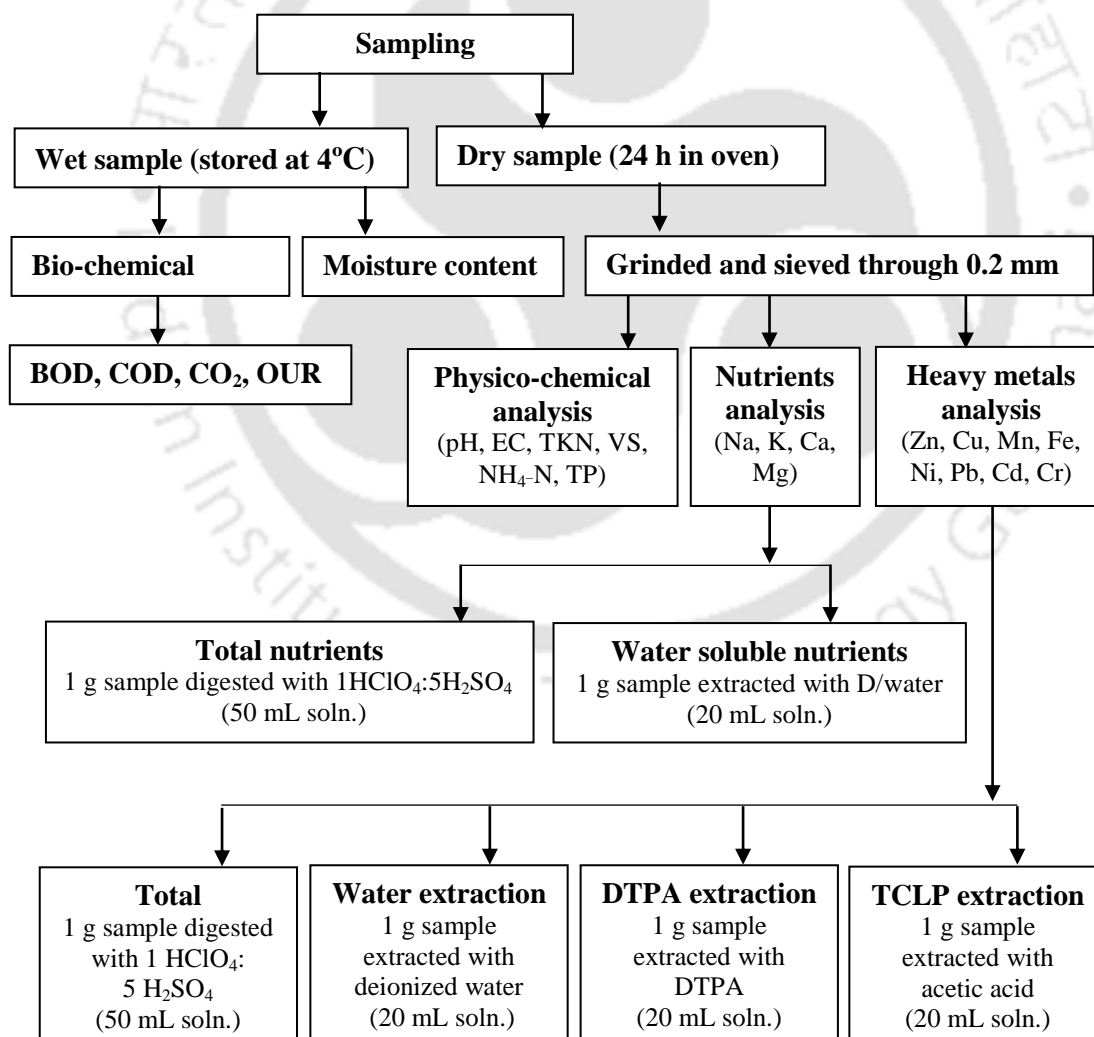 Sampling
Wet sample (stored at 4°C)
Dry sample (24 h in oven)
Bio-chemical
Moisture content
Grinded and sieved through 0.2 mm
BOD, COD, CO₂, OUR
Physico-chemical
analysis
(pH, EC, TKN, VS,
NH₄-N, TP)
Nutrients
analysis
(Na, K, Ca,
Mg)
Heavy metals
analysis
(Zn, Cu, Mn, Fe,
Ni, Pb, Cd, Cr)
Total nutrients
1 g sample digested with 1HClO₄:5H₂SO₄
(50 mL soln.)
Water soluble nutrients
1 g sample extracted with D/water
(20 mL soln.)
Total
1 g sample digested
with 1 HClO₄:
5 H₂SO₄
(50 mL soln.)
Water extraction
1 g sample
extracted with
deionized water
(20 mL soln.)
DTPA extraction
1 g sample
extracted with
DTPA
(20 mL soln.)
TCLP extraction
1 g sample
extracted with
acetic acid
(20 mL soln.)